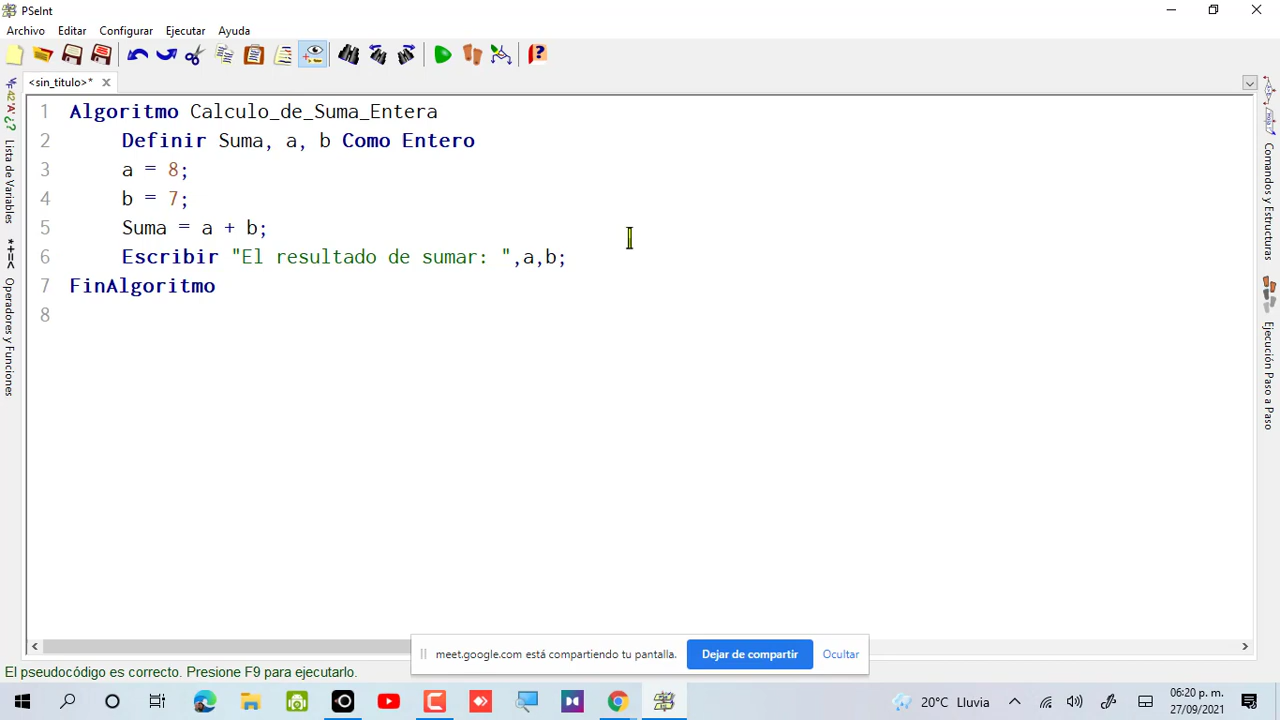 PSeInt
Archivo Editar Configurar Ejecutar Ayuda
<sin_titulo>*
1 Algoritmo Calculo_de_Suma_Entera
2 Definir Suma, a, b Como Entero
3 a = 8;
4 b = 7;
5 Suma = a + b;
6 Escribir "El resultado de sumar: ",a,b;
7 FinAlgoritmo
8
Lista de Variables
*+=<
Operadores y Funciones
Comandos y Estructuras
Ejecución Paso a Paso
meet.google.com está compartiendo tu pantalla.
Dejar de compartir
Ocultar
El pseudocódigo es correcto. Presione F9 para ejecutarlo.
20°C Lluvia
06:20 p. m.
27/09/2021